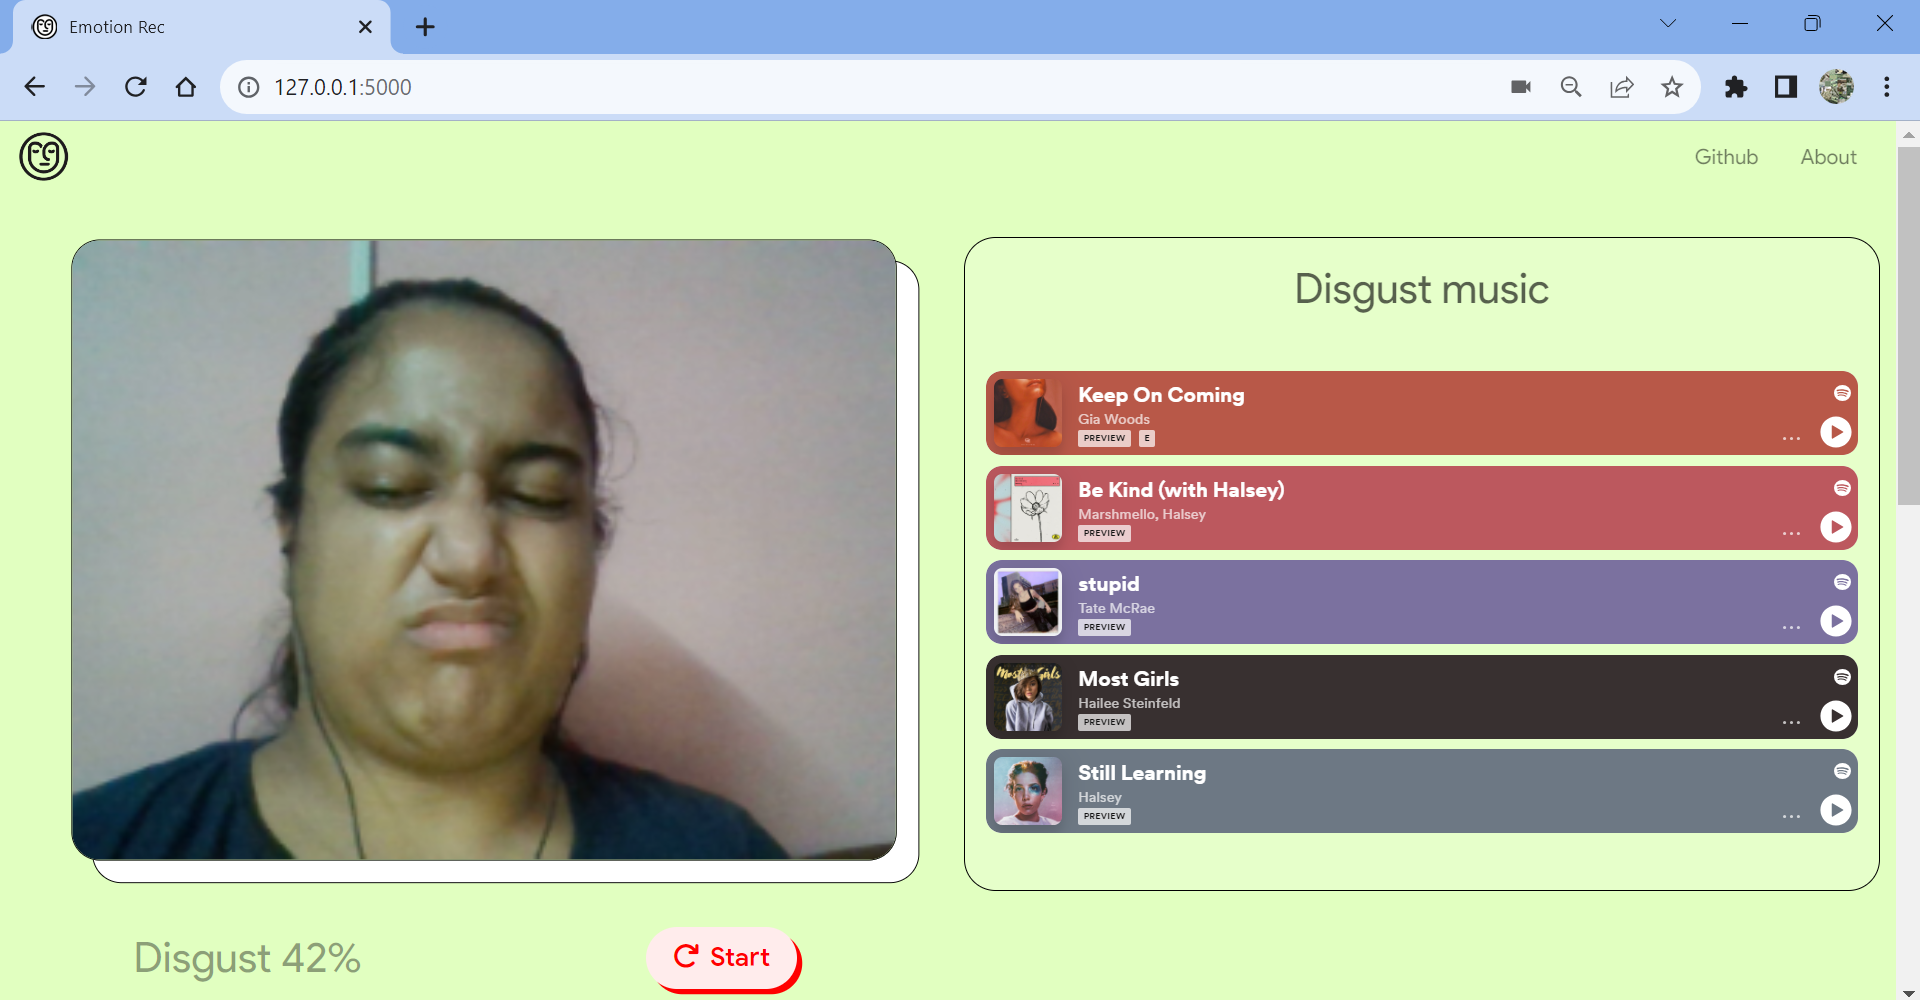 Emotion Rec
127.0.0.1:5000
Github
About
Disgust music
Keep On Coming
Gia Woods
PREVIEW E
Be Kind (with Halsey)
Marshmello, Halsey
PREVIEW
stupid
Tate McRae
PREVIEW
Most Girls
Most Girls
Hailee Steinfeld
PREVIEW
Still Learning
Halsey
PREVIEW
Disgust 42%
Start